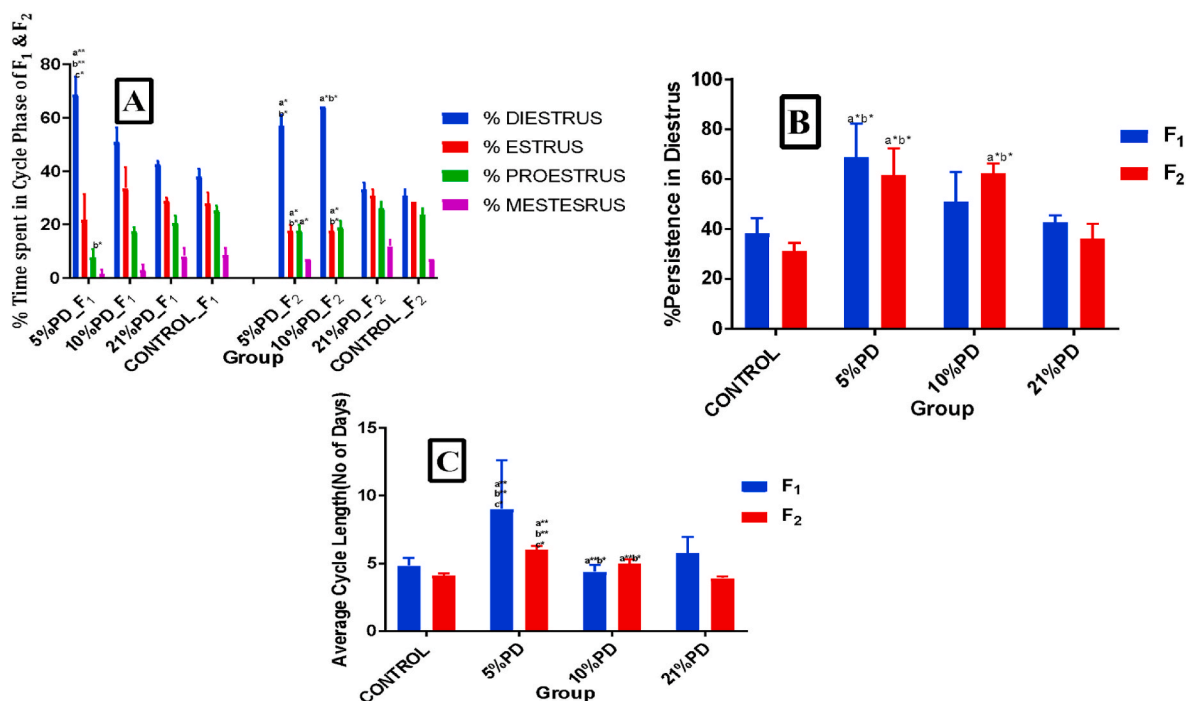 % Time spent in Cycle Phase of F1 & F2
80
60
40
20
0
A
a**
b**
c*
b*
a*
b*
a*b*
a*
b*
a*
a*
b*
% DIESTRUS
% ESTRUS
% PROESTRUS
% MESTESRUS
5%PD_F1
10%PD_F1
21%PD_F1
CONTROL_F1
5%PD_F2
10%PD_F2
21%PD_F2
CONTROL_F2
Group
%Persistence in Diestrus
100
80
60
40
20
0
B
a*b*
a*b*
a*b*
F1
F2
CONTROL
5%PD
10%PD
21%PD
Group
Average Cycle Length(No of Days)
15
10
5
0
C
a**
b**
c*
a**
b**
c*
a**b*
a**b*
F1
F2
CONTROL
5%PD
10%PD
21%PD
Group